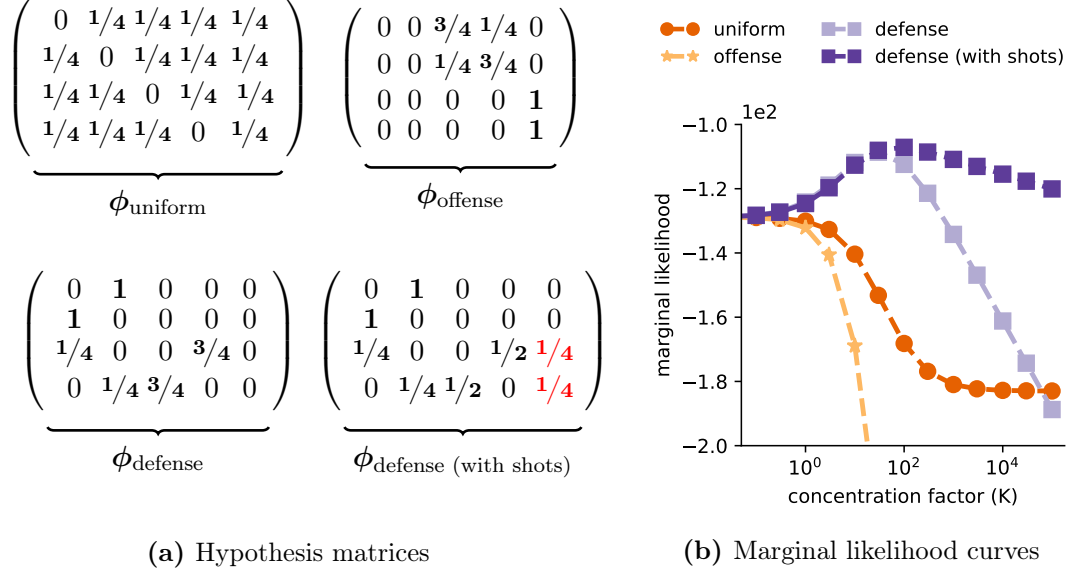 0 1/4 1/4 1/4 1/4
1/4 0 1/4 1/4 1/4
1/4 1/4 0 1/4 1/4
1/4 1/4 1/4 0 1/4
ϕuniform
0 0 3/4 1/4 0
0 0 1/4 3/4 0
0 0 0 0 1
0 0 0 0 1
ϕoffense
0 1 0 0 0
1 0 0 0 0
1/4 0 0 3/4 0
0 1/4 3/4 0 0
ϕdefense
0 1 0 0 0
1 0 0 0 0
1/4 0 0 1/2 1/4
0 1/4 1/2 0 1/4
ϕdefense (with shots)
(a) Hypothesis matrices
uniform
offense
defense
defense (with shots)
1e2
−1.0
−1.2
−1.4
−1.6
−1.8
−2.0
marginal likelihood
10⁰ 10² 10⁴
concentration factor (K)
(b) Marginal likelihood curves